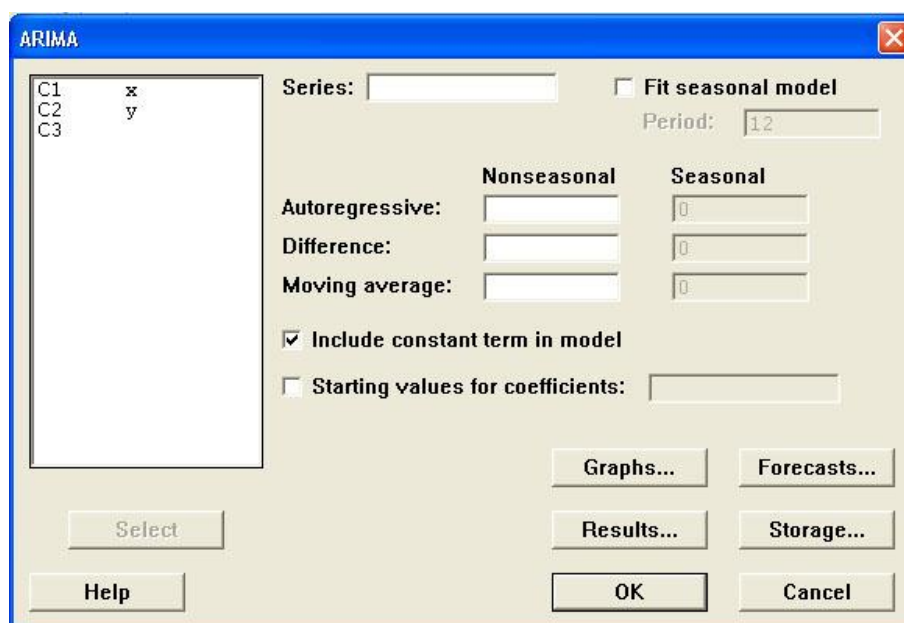 ARIMA
C1 x
C2 y
C3
Series:
Fit seasonal model
Period: 12
Nonseasonal Seasonal
Autoregressive: 0
Difference: 0
Moving average: 0
Include constant term in model
Starting values for coefficients:
Graphs... Forecasts...
Select Results... Storage...
Help OK Cancel